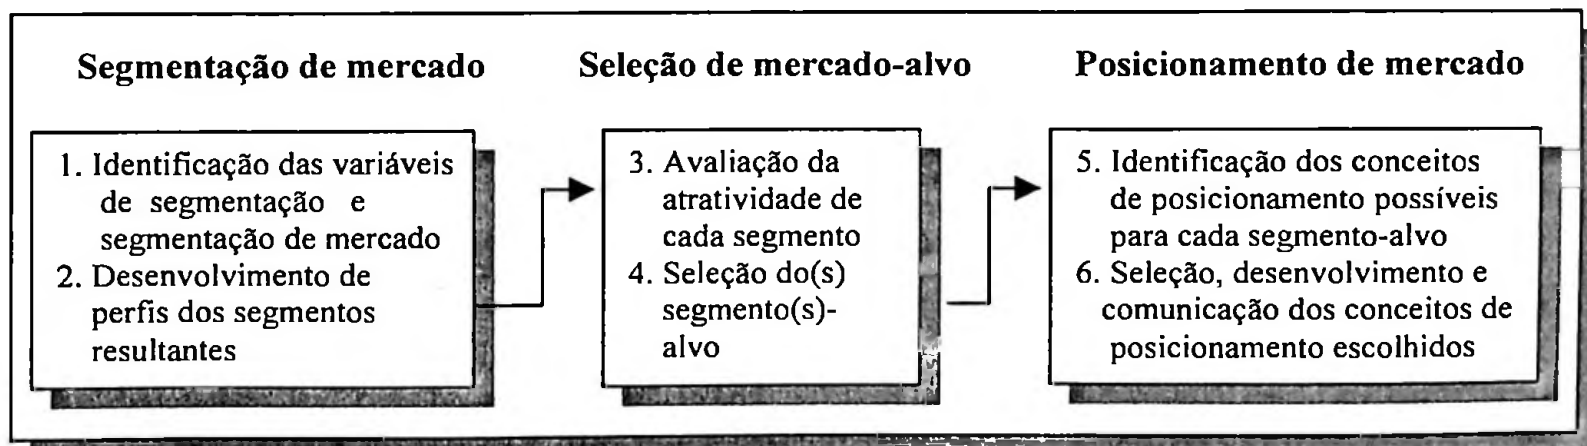 Segmentação de mercado
1. Identificação das variáveis
de segmentação e
segmentação de mercado
2. Desenvolvimento de
perfis dos segmentos
resultantes
Seleção de mercado-alvo
3. Avaliação da
atratividade de
cada segmento
4. Seleção do(s)
segmento(s)-
alvo
Posicionamento de mercado
5. Identificação dos conceitos
de posicionamento possíveis
para cada segmento-alvo
6. Seleção, desenvolvimento e
comunicação dos conceitos de
posicionamento escolhidos